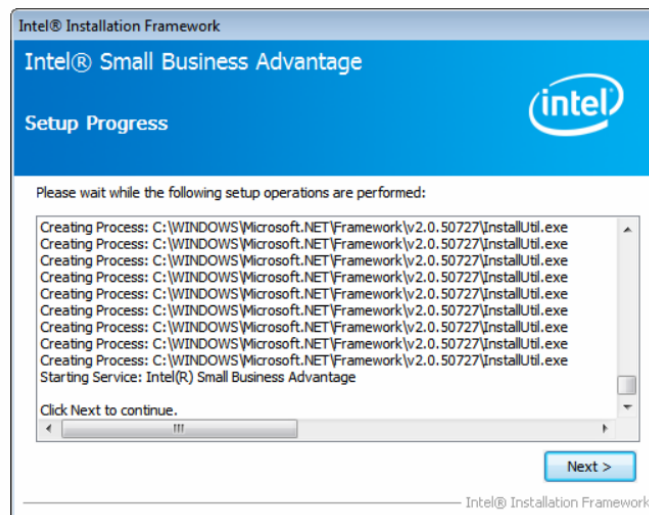 Intel® Installation Framework
Intel® Small Business Advantage
intel
Setup Progress
Please wait while the following setup operations are performed:
Creating Process: C:\WINDOWS\Microsoft.NET\Framework\v2.0.50727\InstallUtil.exe
Creating Process: C:\WINDOWS\Microsoft.NET\Framework\v2.0.50727\InstallUtil.exe
Creating Process: C:\WINDOWS\Microsoft.NET\Framework\v2.0.50727\InstallUtil.exe
Creating Process: C:\WINDOWS\Microsoft.NET\Framework\v2.0.50727\InstallUtil.exe
Creating Process: C:\WINDOWS\Microsoft.NET\Framework\v2.0.50727\InstallUtil.exe
Creating Process: C:\WINDOWS\Microsoft.NET\Framework\v2.0.50727\InstallUtil.exe
Creating Process: C:\WINDOWS\Microsoft.NET\Framework\v2.0.50727\InstallUtil.exe
Creating Process: C:\WINDOWS\Microsoft.NET\Framework\v2.0.50727\InstallUtil.exe
Creating Process: C:\WINDOWS\Microsoft.NET\Framework\v2.0.50727\InstallUtil.exe
Starting Service: Intel(R) Small Business Advantage
Click Next to continue.
Next >
Intel® Installation Framework